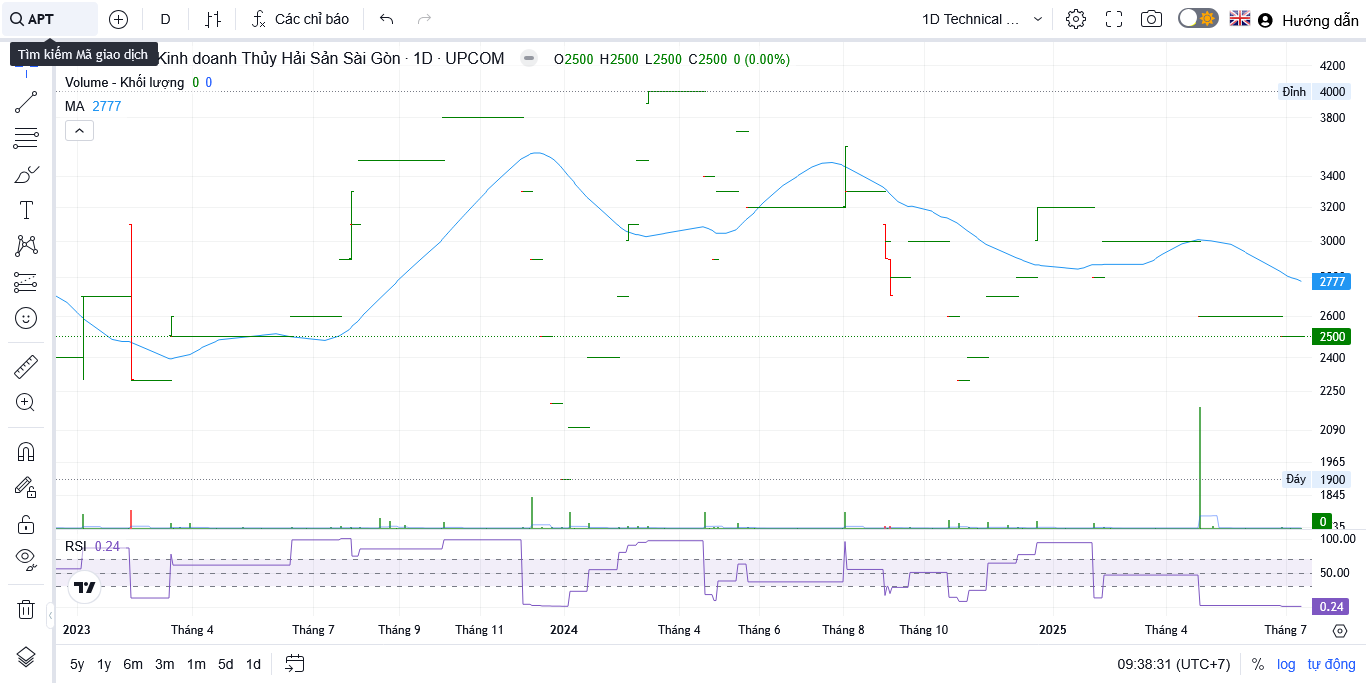 APT D Các chỉ báo 1D Technical ... Hướng dẫn
Tìm kiếm Mã giao dịch
Kinh doanh Thủy Hải Sản Sài Gòn · 1D · UPCOM O2500 H2500 L2500 C2500 0 (0.00%)
Volume - Khối lượng 0 0
MA 2777
4200
Đỉnh 4000
3800
3400
3200
3000
2777
2600
2500
2400
2250
2090
1965
Đáy 1900
1845
0
35
RSI 0.24
100.00
50.00
0.24
2023 Tháng 4 Tháng 7 Tháng 9 Tháng 11 2024 Tháng 4 Tháng 6 Tháng 8 Tháng 10 2025 Tháng 4 Tháng 7
5y 1y 6m 3m 1m 5d 1d 09:38:31 (UTC+7) % log tự động